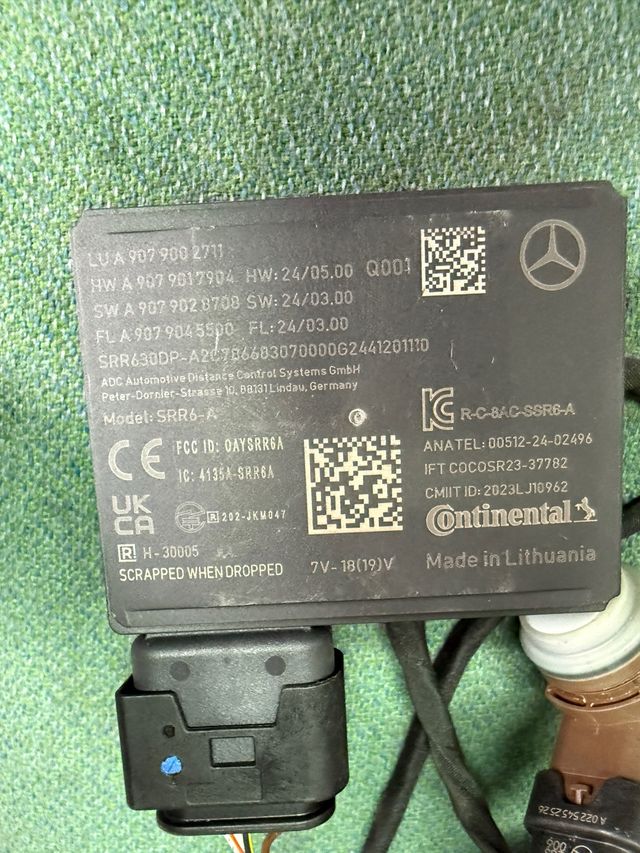 LU A 907 900 2711
HW A 907 901 7904 HW: 24/05.00 Q001
SW A 907 902 8708 SW: 24/03.00
FL A 907 904 5500 FL: 24/03.00
SRR630DP-A2C786683070000G2441201110
ADC Automotive Distance Control Systems GmbH
Peter-Dornier-Strasse 10, 88131 Lindau, Germany
Model: SRR6-A
R-C-8AC-SSR6-A
CE FCC ID: OAYSRR6A
ANATEL: 00512-24-02496
IC: 4135A-SRR6A
IFT COCOSR23-37782
CMIIT ID: 2023LJ10962
UK
CA
R 202-JKM047
Continental
R H-30005
SCRAPPED WHEN DROPPED 7V-18(19)V
Made in Lithuania
A0225452526
006